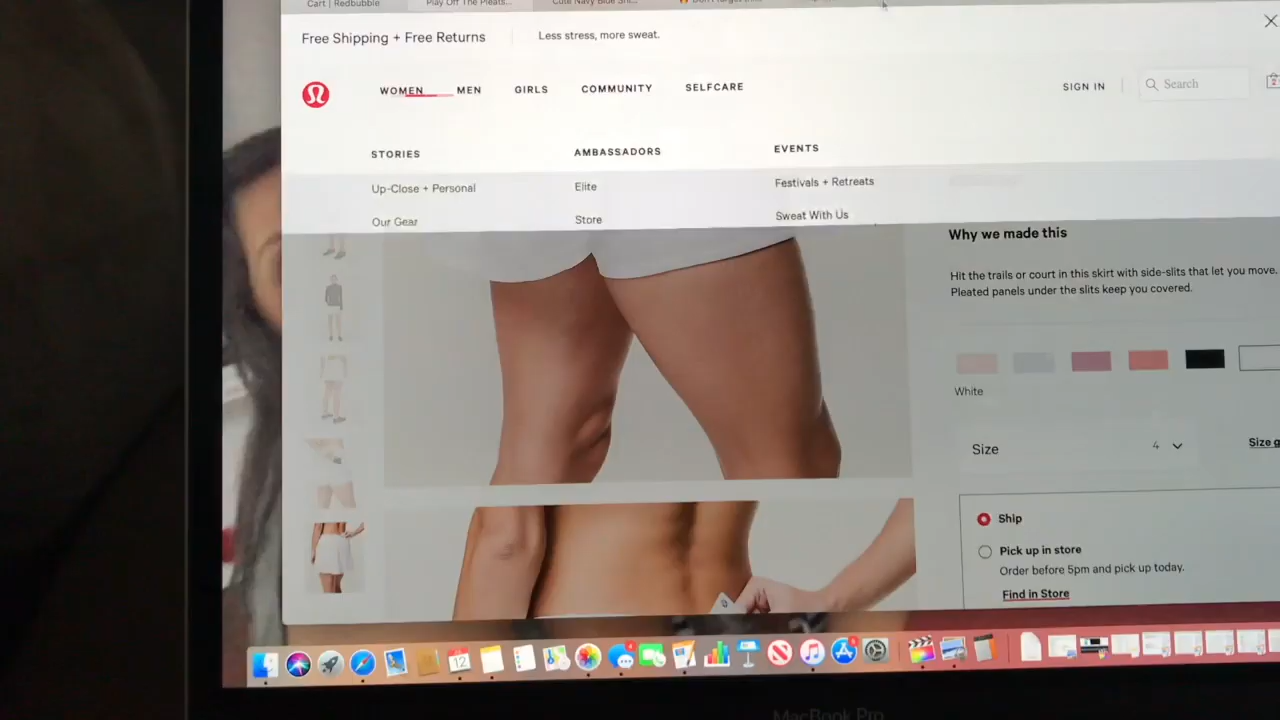 Cart | Redbubble
Play Off The Pleats...
Cute Navy Blue Shi...
Free Shipping + Free Returns
Less stress, more sweat.
WOMEN
MEN
GIRLS
COMMUNITY
SELFCARE
SIGN IN
Search
STORIES
AMBASSADORS
EVENTS
Up-Close + Personal
Elite
Festivals + Retreats
Our Gear
Store
Sweat With Us
Why we made this
Hit the trails or court in this skirt with side-slits that let you move.
Pleated panels under the slits keep you covered.
White
Size
4
Size
Ship
Pick up in store
Order before 5pm and pick up today.
Find in Store
12
MacBook Pro